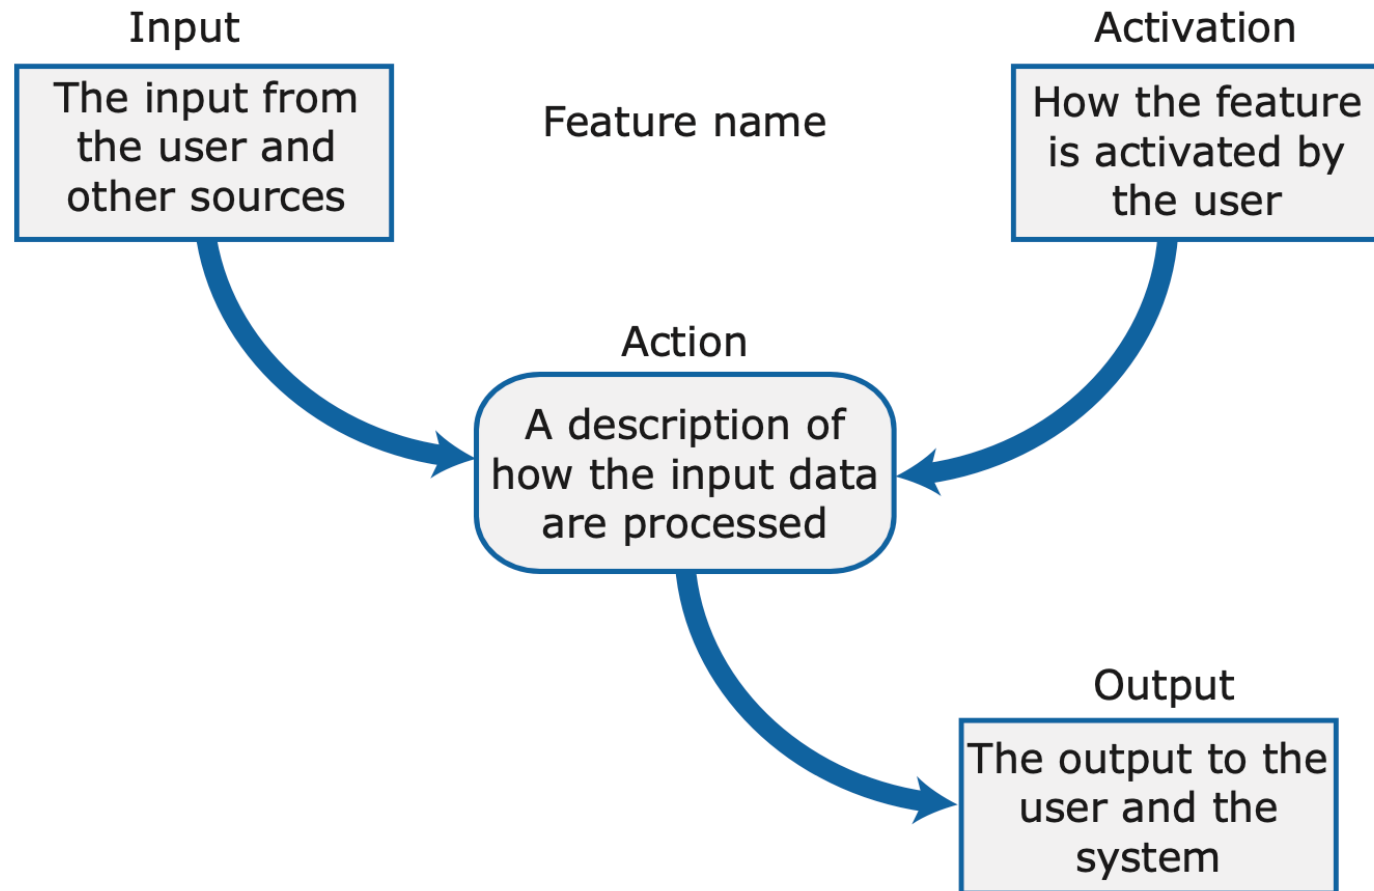 Input
The input from
the user and
other sources
Feature name
Activation
How the feature
is activated by
the user
Action
A description of
how the input data
are processed
Output
The output to the
user and the
system